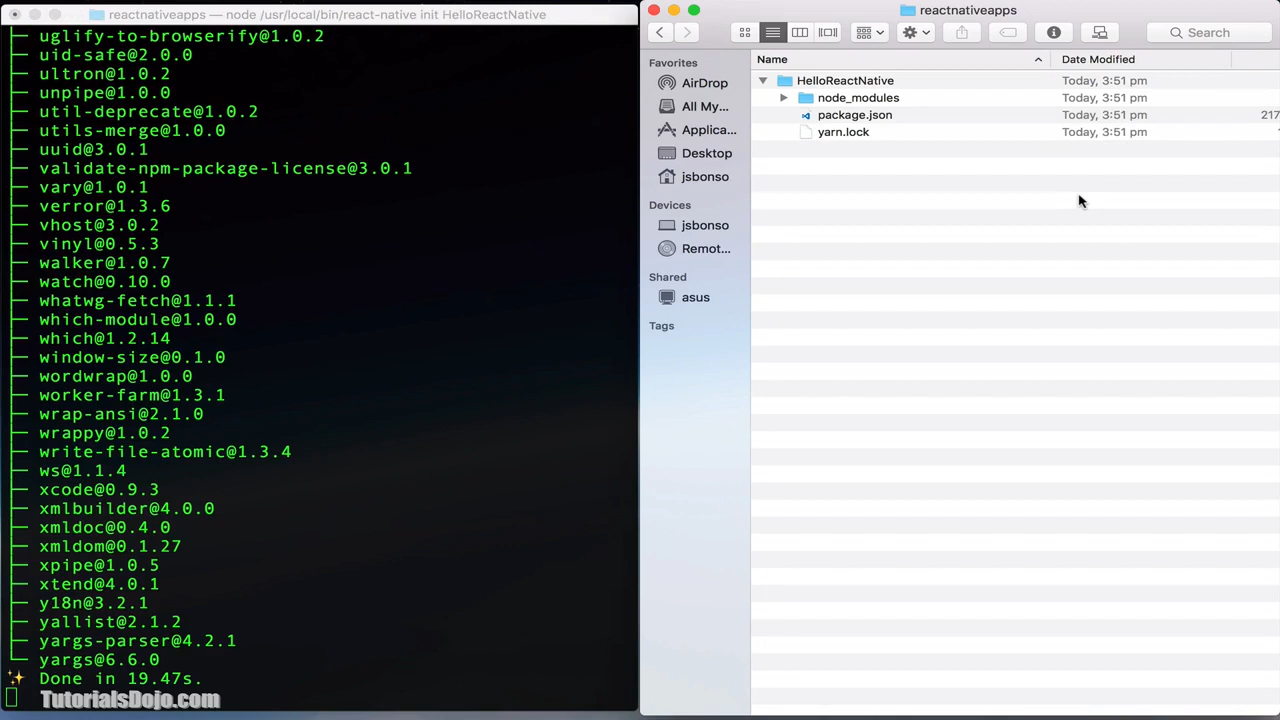 reactnativeapps — node /usr/local/bin/react-native init HelloReactNative
├─ uglify-to-browserify@1.0.2
├─ uid-safe@2.0.0
├─ ultron@1.0.2
├─ unpipe@1.0.0
├─ util-deprecate@1.0.2
├─ utils-merge@1.0.0
├─ uuid@3.0.1
├─ validate-npm-package-license@3.0.1
├─ vary@1.0.1
├─ verror@1.3.6
├─ vhost@3.0.2
├─ vinyl@0.5.3
├─ walker@1.0.7
├─ watch@0.10.0
├─ whatwg-fetch@1.1.1
├─ which-module@1.0.0
├─ which@1.2.14
├─ window-size@0.1.0
├─ wordwrap@1.0.0
├─ worker-farm@1.3.1
├─ wrap-ansi@2.1.0
├─ wrappy@1.0.2
├─ write-file-atomic@1.3.4
├─ ws@1.1.4
├─ xcode@0.9.3
├─ xmlbuilder@4.0.0
├─ xmldoc@0.4.0
├─ xmldom@0.1.27
├─ xpipe@1.0.5
├─ xtend@4.0.1
├─ y18n@3.2.1
├─ yallist@2.1.2
├─ yargs-parser@4.2.1
└─ yargs@6.6.0
✨ Done in 19.47s.
TutorialsDojo.com
reactnativeapps
Search
Favorites
AirDrop
All My...
Applica...
Desktop
jsbonso
Devices
jsbonso
Remot...
Shared
asus
Tags
Name Date Modified
HelloReactNative Today, 3:51 pm
node_modules Today, 3:51 pm
package.json Today, 3:51 pm 217
yarn.lock Today, 3:51 pm